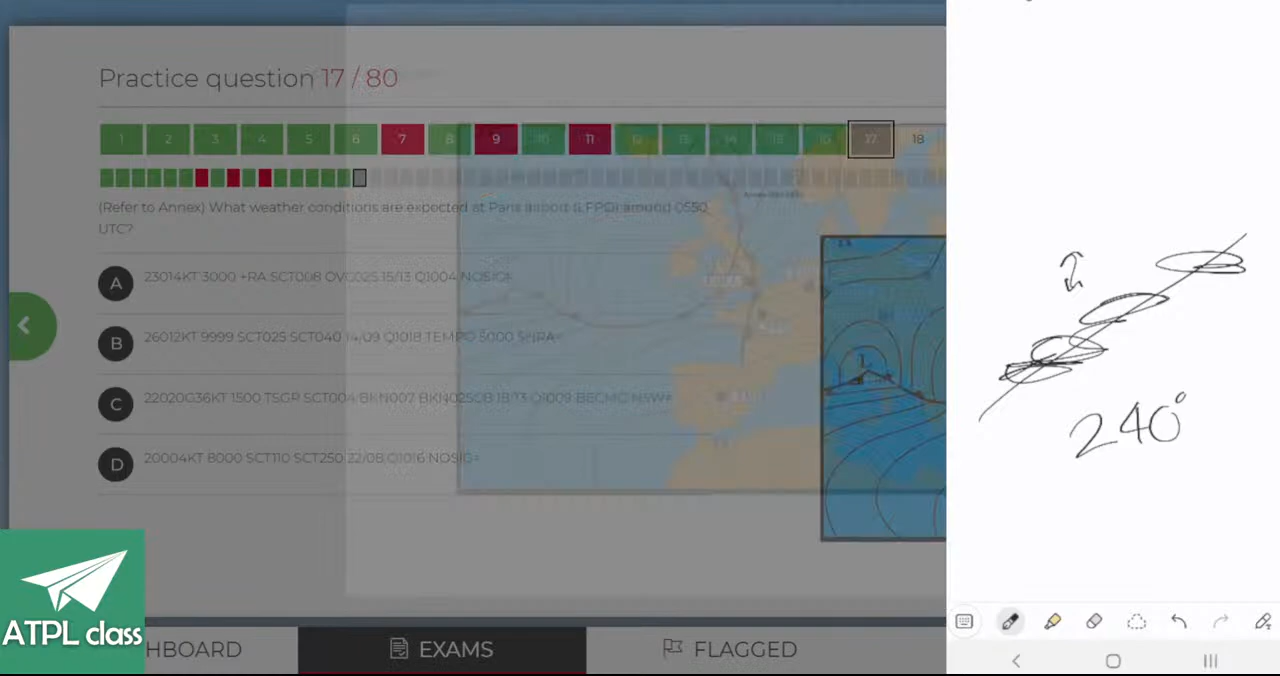 Practice question 17 / 80
1 2 3 4 5 6 7 8 9 10 11 12 13 14 15 16 17 18
(Refer to Annex) What weather conditions are expected at Paris airport (LFPO) around 0550
UTC?
A 23014KT 3000 +RA SCT008 OVC025 15/13 Q1004 NOSIG=
B 26012KT 9999 SCT025 SCT040 14/09 Q1018 TEMPO 5000 SHRA=
C 22020G36KT 1500 TSGR SCT004 BKN007 BKN025CB 18/13 Q1009 BECMG NSW=
D 20004KT 8000 SCT110 SCT250 22/08 Q1016 NOSIG=
240°
ATPL class
HBOARD
EXAMS
FLAGGED